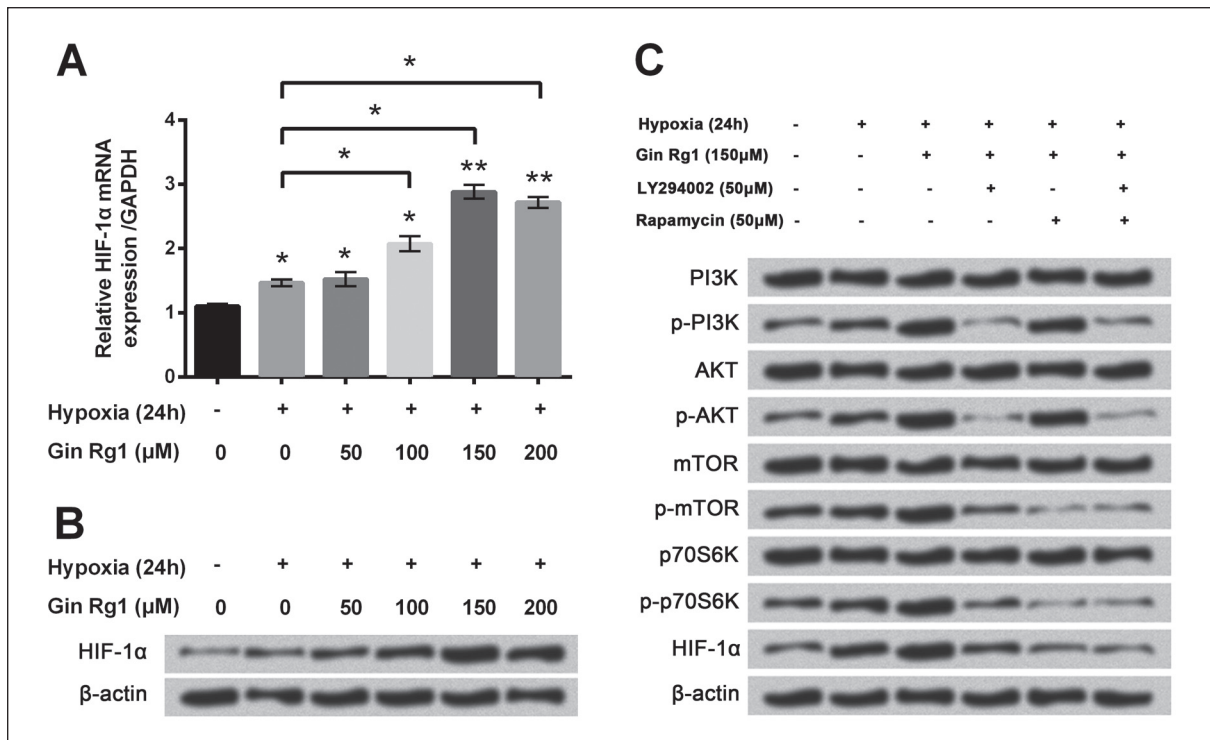 A
*
*
*
*
*
*
**
**
4
3
2
1
0
Relative HIF-1α mRNA
expression /GAPDH
Hypoxia (24h) - + + + + +
Gin Rg1 (μM) 0 0 50 100 150 200
B
Hypoxia (24h) - + + + + +
Gin Rg1 (μM) 0 0 50 100 150 200
HIF-1α
β-actin
C
Hypoxia (24h) - + + + + +
Gin Rg1 (150μM) - - + + + +
LY294002 (50μM) - - - + - +
Rapamycin (50μM) - - - - + +
PI3K
p-PI3K
AKT
p-AKT
mTOR
p-mTOR
p70S6K
p-p70S6K
HIF-1α
β-actin